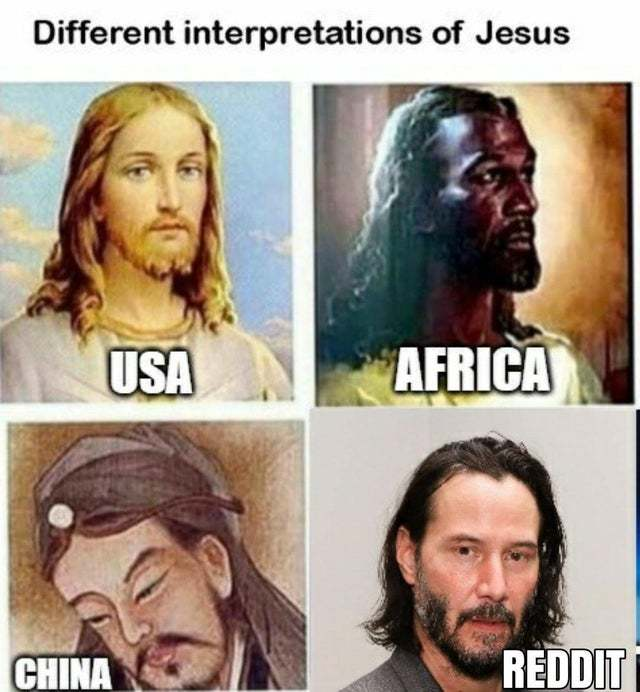 Different interpretations of Jesus
USA
AFRICA
CHINA
REDDIT